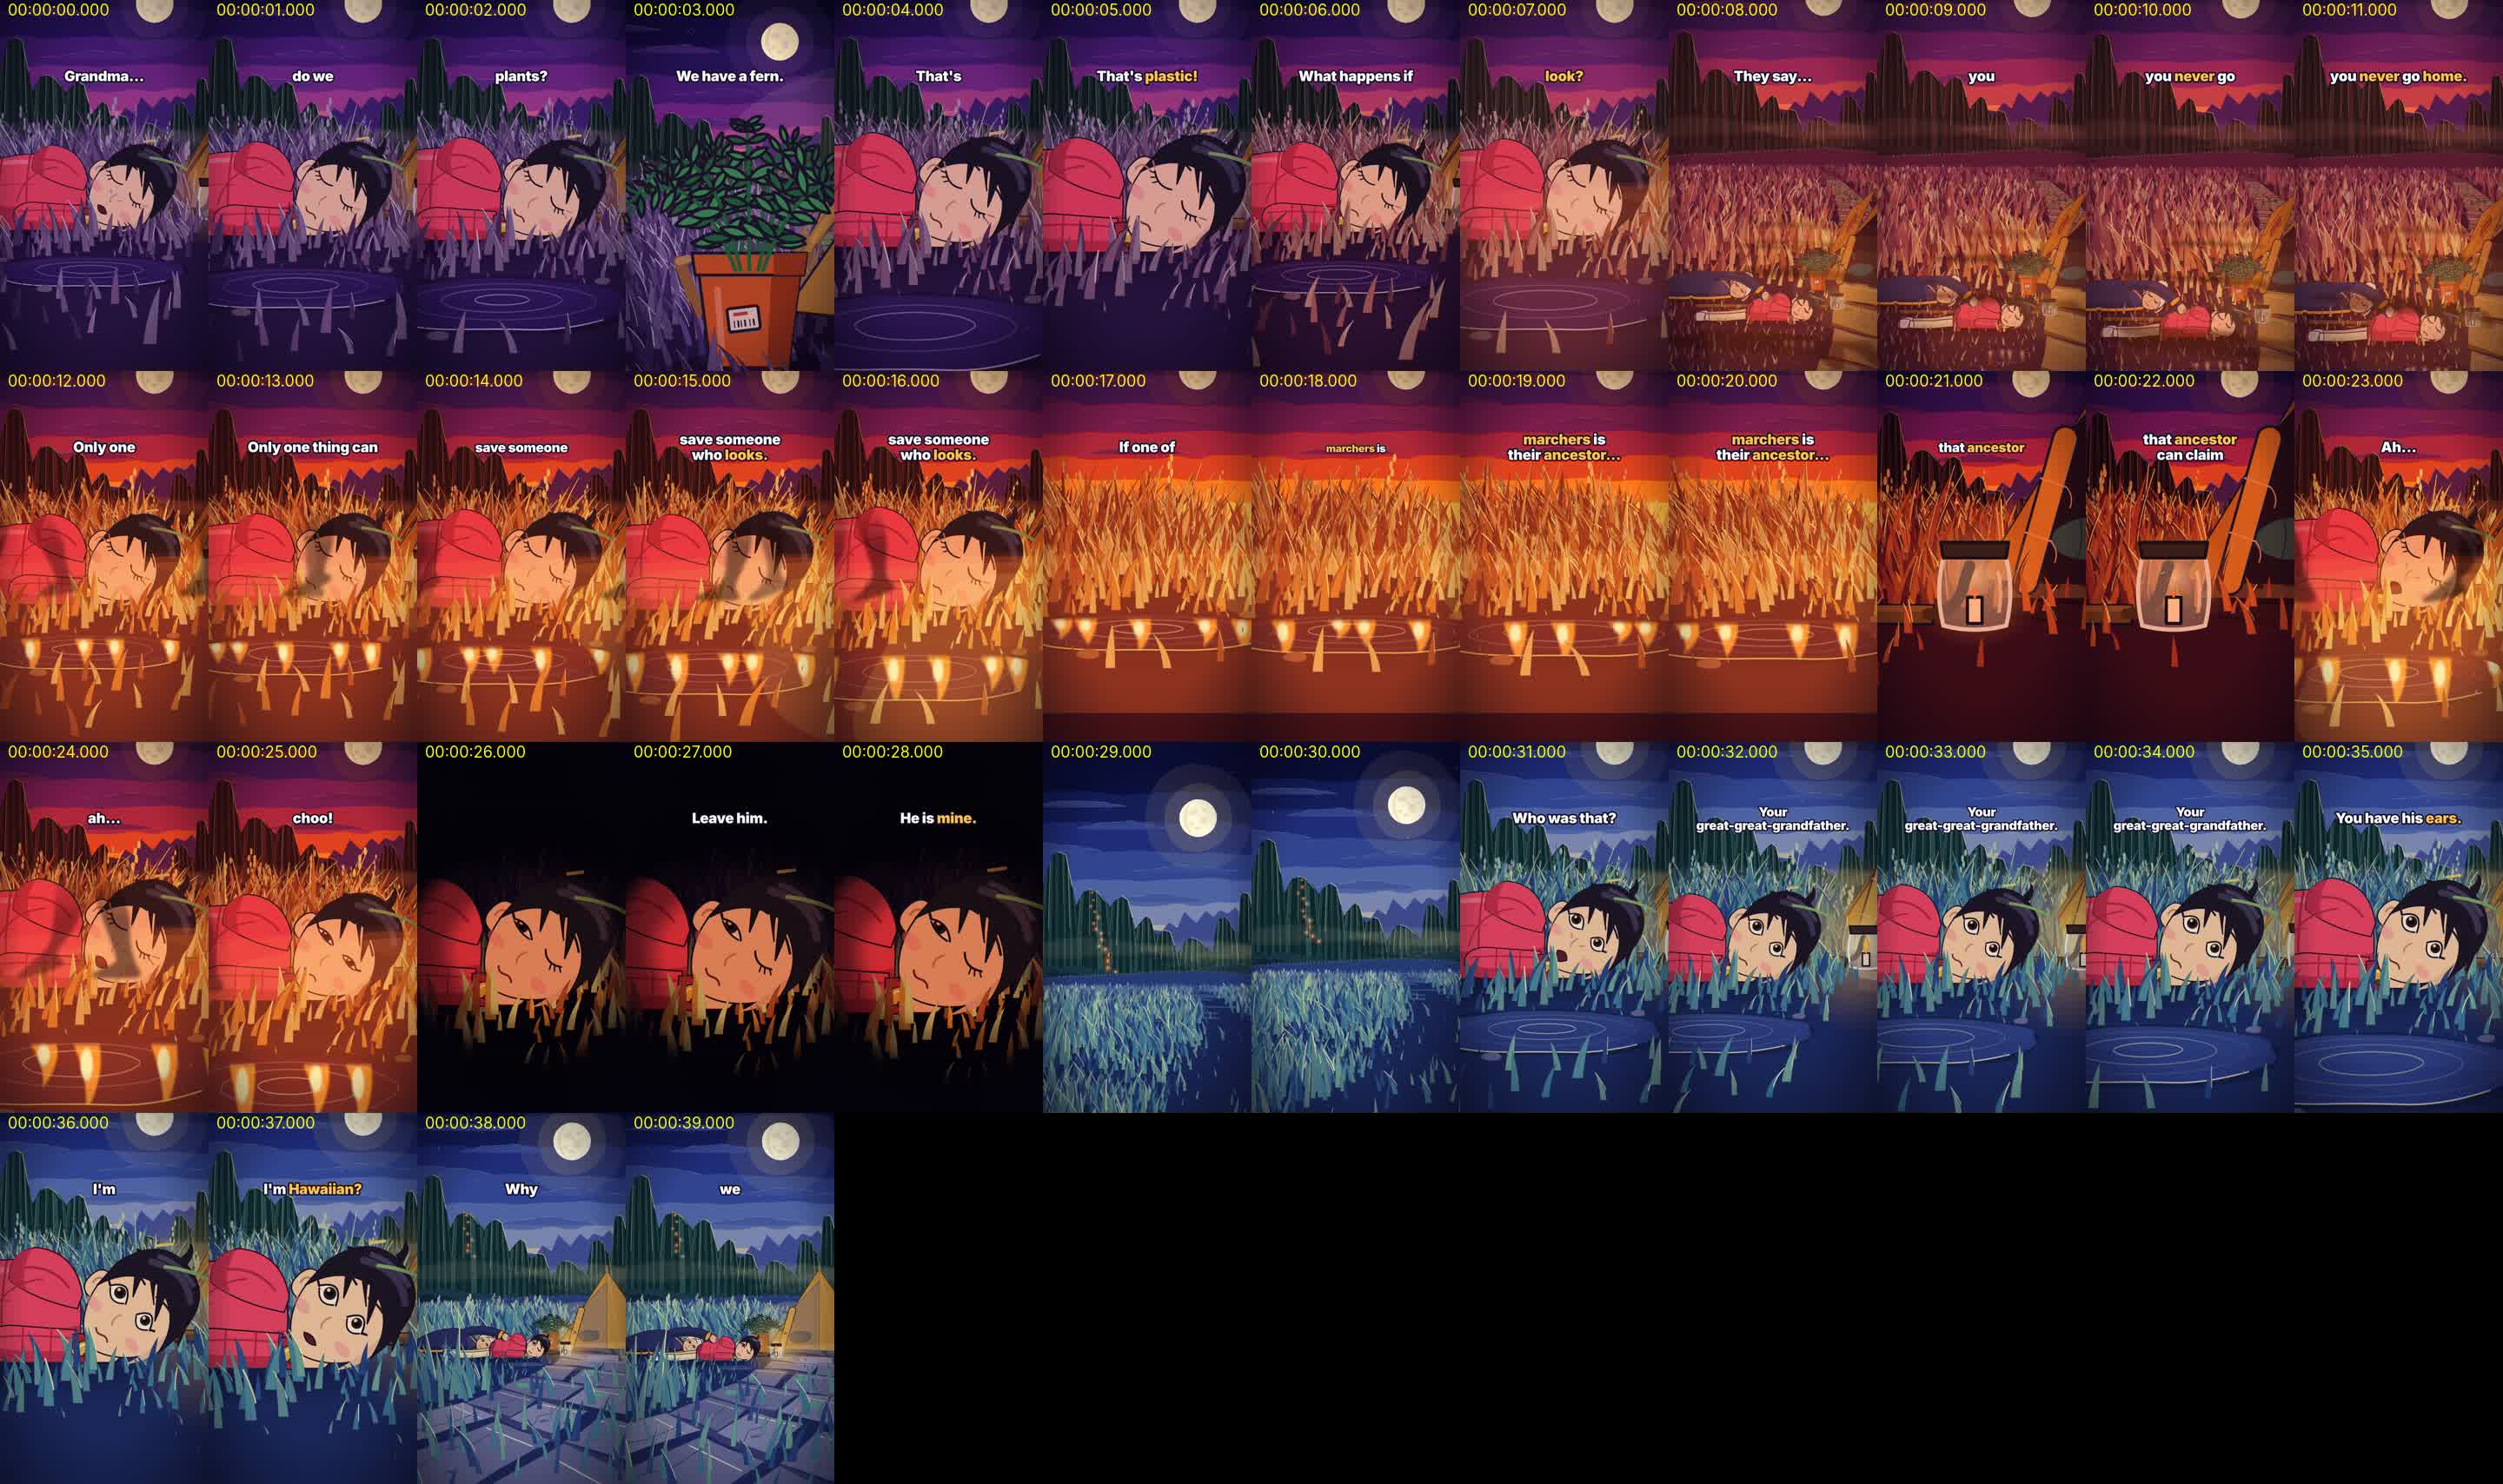 00:00:00.000
Grandma...
00:00:01.000
do we
00:00:02.000
plants?
00:00:03.000
We have a fern.
00:00:04.000
That's
00:00:05.000
That's plastic!
00:00:06.000
What happens if
00:00:07.000
look?
00:00:08.000
They say...
00:00:09.000
you
00:00:10.000
you never go
00:00:11.000
you never go home.
00:00:12.000
Only one
00:00:13.000
Only one thing can
00:00:14.000
save someone
00:00:15.000
save someone
who looks.
00:00:16.000
save someone
who looks.
00:00:17.000
If one of
00:00:18.000
marchers is
00:00:19.000
marchers is
their ancestor...
00:00:20.000
marchers is
their ancestor...
00:00:21.000
that ancestor
00:00:22.000
that ancestor
can claim
00:00:23.000
Ah...
00:00:24.000
ah...
00:00:25.000
choo!
00:00:26.000
00:00:27.000
Leave him.
00:00:28.000
He is mine.
00:00:29.000
00:00:30.000
00:00:31.000
Who was that?
00:00:32.000
Your
great-great-grandfather.
00:00:33.000
Your
great-great-grandfather.
00:00:34.000
Your
great-great-grandfather.
00:00:35.000
You have his ears.
00:00:36.000
I'm
00:00:37.000
I'm Hawaiian?
00:00:38.000
Why
00:00:39.000
we